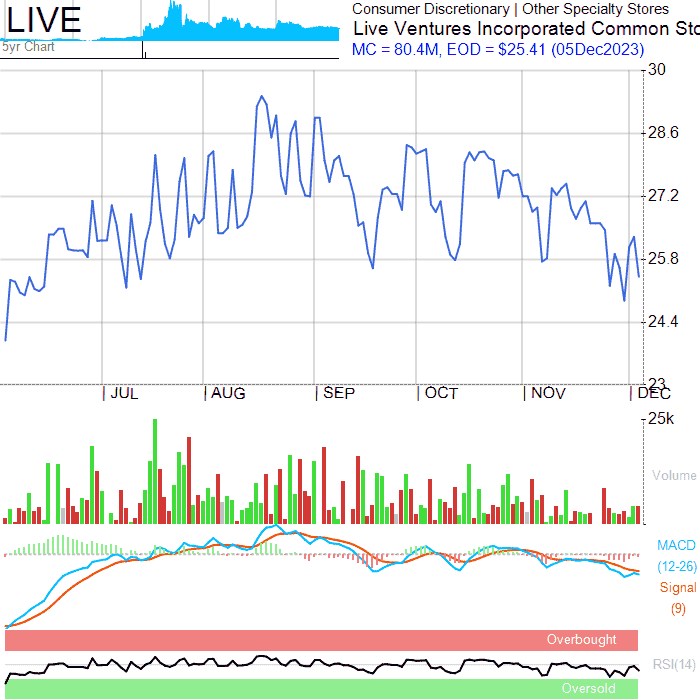 LIVE
5yr Chart
Consumer Discretionary | Other Specialty Stores
Live Ventures Incorporated Common Sto
MC = 80.4M, EOD = $25.41 (05Dec2023)
30
28.6
27.2
25.8
24.4
23
JUL AUG SEP OCT NOV DEC
25k
Volume
MACD
(12-26)
Signal
(9)
Overbought
RSI(14)
Oversold